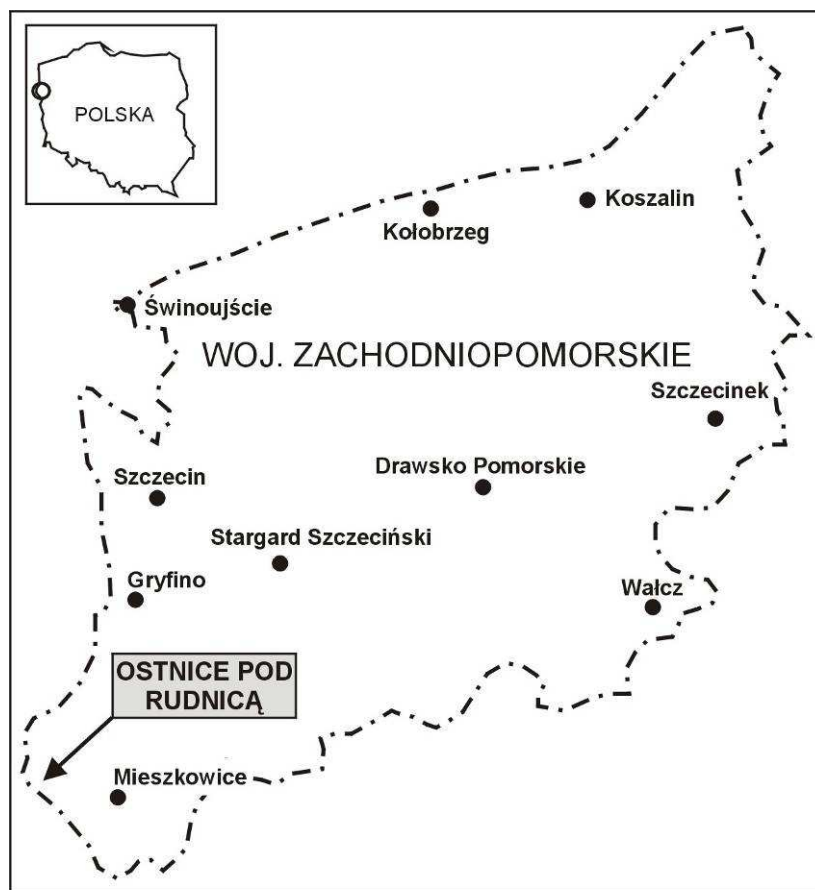 POLSKA
Koszalin
Kołobrzeg
Świnoujście
WOJ. ZACHODNIOPOMORSKIE
Szczecinek
Drawsko Pomorskie
Szczecin
Stargard Szczeciński
Gryfino
Wałcz
OSTNICE POD
RUDNICĄ
Mieszkowice